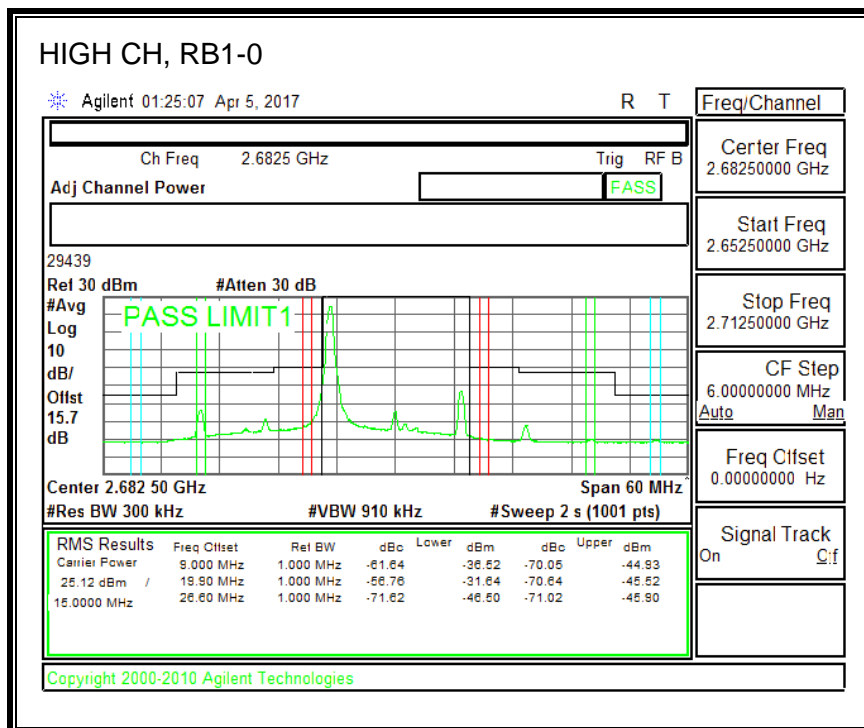 HIGH CH, RB1-0
Agilent 01:25:07 Apr 5, 2017 R T
Freq/Channel
Ch Freq 2.6825 GHz Trig RF B
Adj Channel Power PASS
Center Freq
2.68250000 GHz
Start Freq
2.65250000 GHz
Stop Freq
2.71250000 GHz
CF Step
6.00000000 MHz
Auto Man
Freq Offset
0.00000000 Hz
Signal Track
On Off
29439
Ref 30 dBm #Atten 30 dB
#Avg
Log
10
dB/
Offst
15.7
dB
PASS LIMIT1
Center 2.682 50 GHz Span 60 MHz
#Res BW 300 kHz #VBW 910 kHz #Sweep 2 s (1001 pts)
RMS Results Freq Offset Ref BW dBc Lower dBm dBc Upper dBm
Carrier Power 9.000 MHz 1.000 MHz -61.64 -36.52 -70.05 -44.93
25.12 dBm / 19.90 MHz 1.000 MHz -56.76 -31.64 -70.64 -45.52
15.0000 MHz 26.60 MHz 1.000 MHz -71.62 -46.50 -71.02 -45.90
Copyright 2000-2010 Agilent Technologies